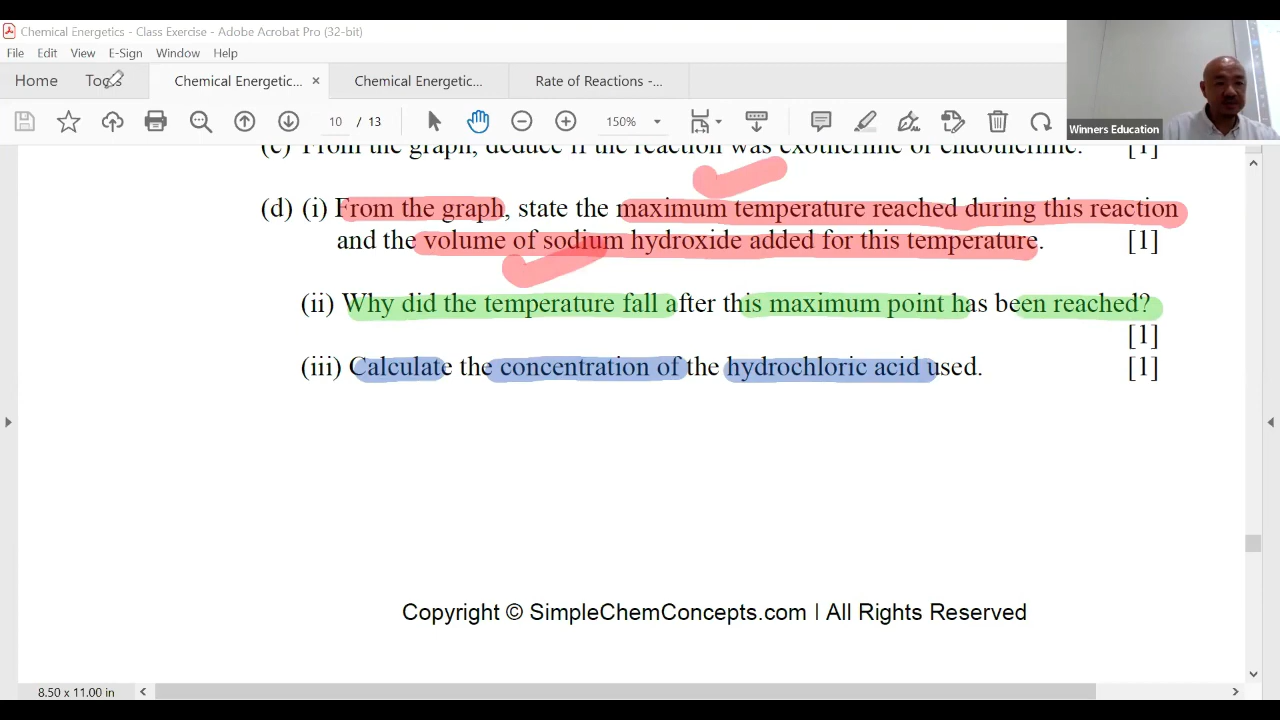 Chemical Energetics - Class Exercise - Adobe Acrobat Pro (32-bit)
File Edit View E-Sign Window Help
Home Tools Chemical Energetic... × Chemical Energetic... Rate of Reactions -...
10 / 13 150%
Winners Education
(c) From the graph, deduce if the reaction was exothermic or endothermic. [1]
(d) (i) From the graph, state the maximum temperature reached during this reaction
and the volume of sodium hydroxide added for this temperature. [1]
(ii) Why did the temperature fall after this maximum point has been reached?
[1]
(iii) Calculate the concentration of the hydrochloric acid used. [1]
Copyright © SimpleChemConcepts.com | All Rights Reserved
8.50 x 11.00 in